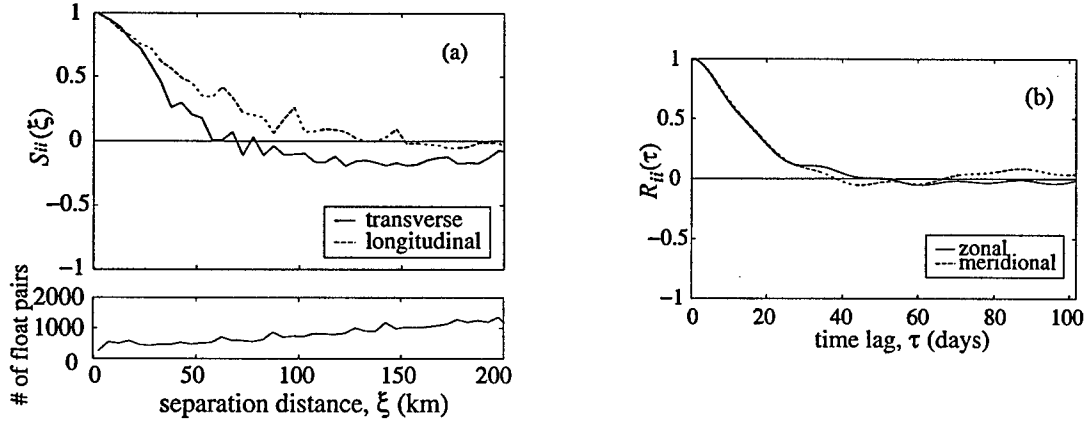 1
0.5
0
−0.5
−1
Sii(ξ)
(a)
transverse
longitudinal
2000
1000
0
# of float pairs
0 50 100 150 200
separation distance, ξ (km)
1
0.5
0
−0.5
−1
Rii(τ)
(b)
zonal
meridional
0 20 40 60 80 100
time lag, τ (days)